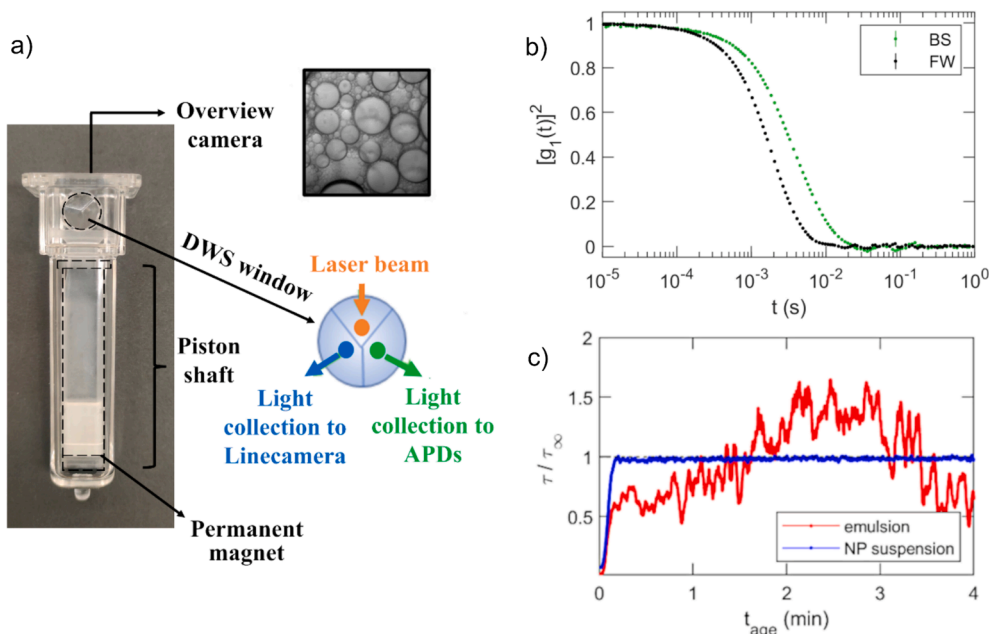 a)
Overview
camera
DWS window
Laser beam
Piston
shaft
Light
collection to
Linecamera
Light
collection to
APDs
Permanent
magnet
b)
[g₁(t)]²
1
0.8
0.6
0.4
0.2
0
BS
FW
10⁻⁵ 10⁻⁴ 10⁻³ 10⁻² 10⁻¹ 10⁰
t (s)
c)
τ / τ∞
2
1.5
1
0.5
emulsion
NP suspension
0 1 2 3 4
t_age (min)